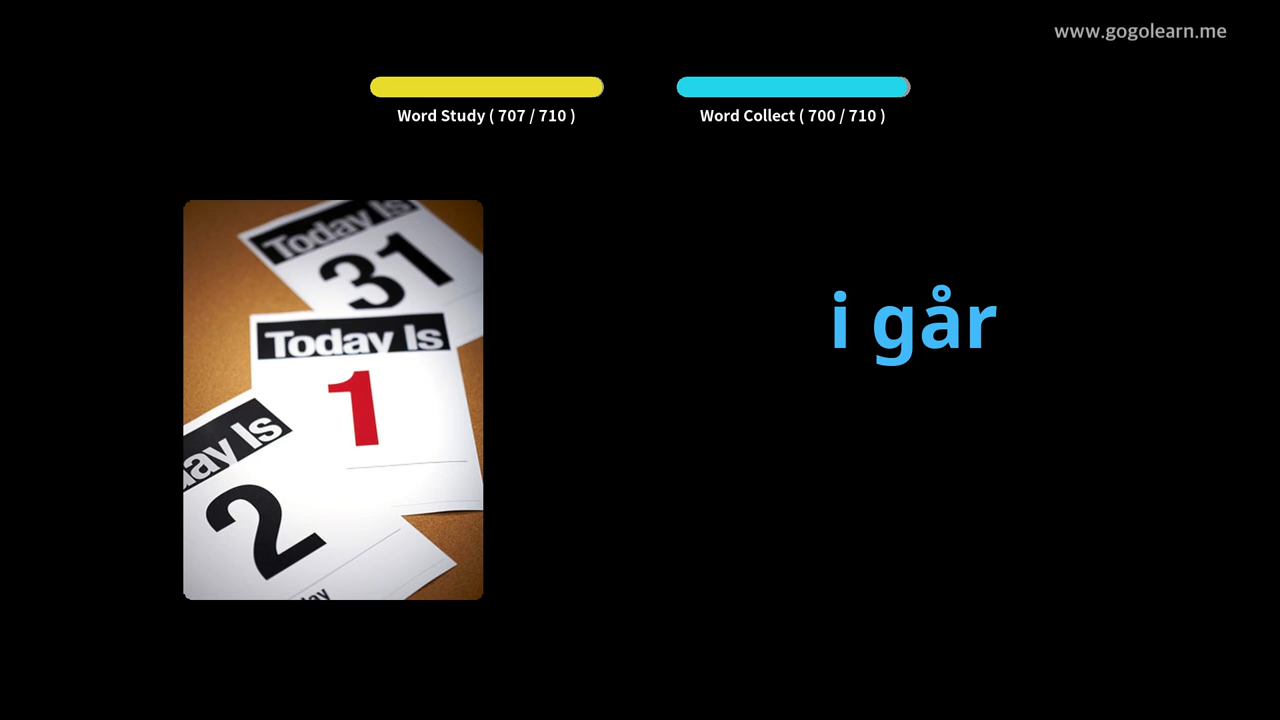 www.gogolearn.me
Word Study ( 707 / 710 )
Word Collect ( 700 / 710 )
Today Is
31
Today Is
1
i går
ay Is
2